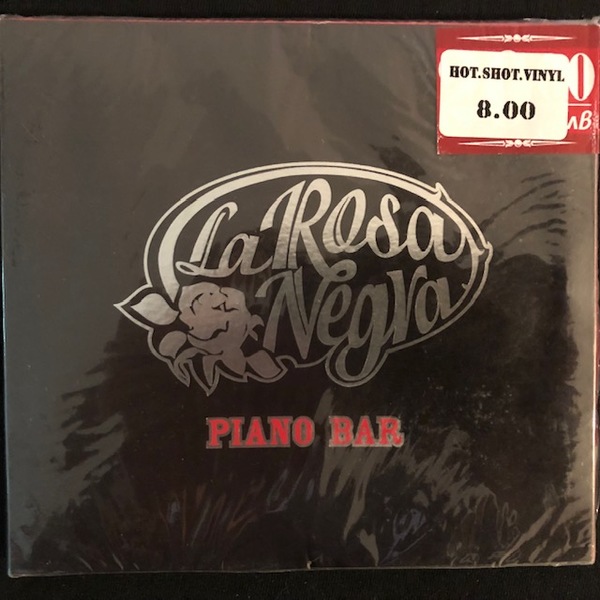 HOT.SHOT.VINYL
8.00
La Rosa
Negra
PIANO BAR